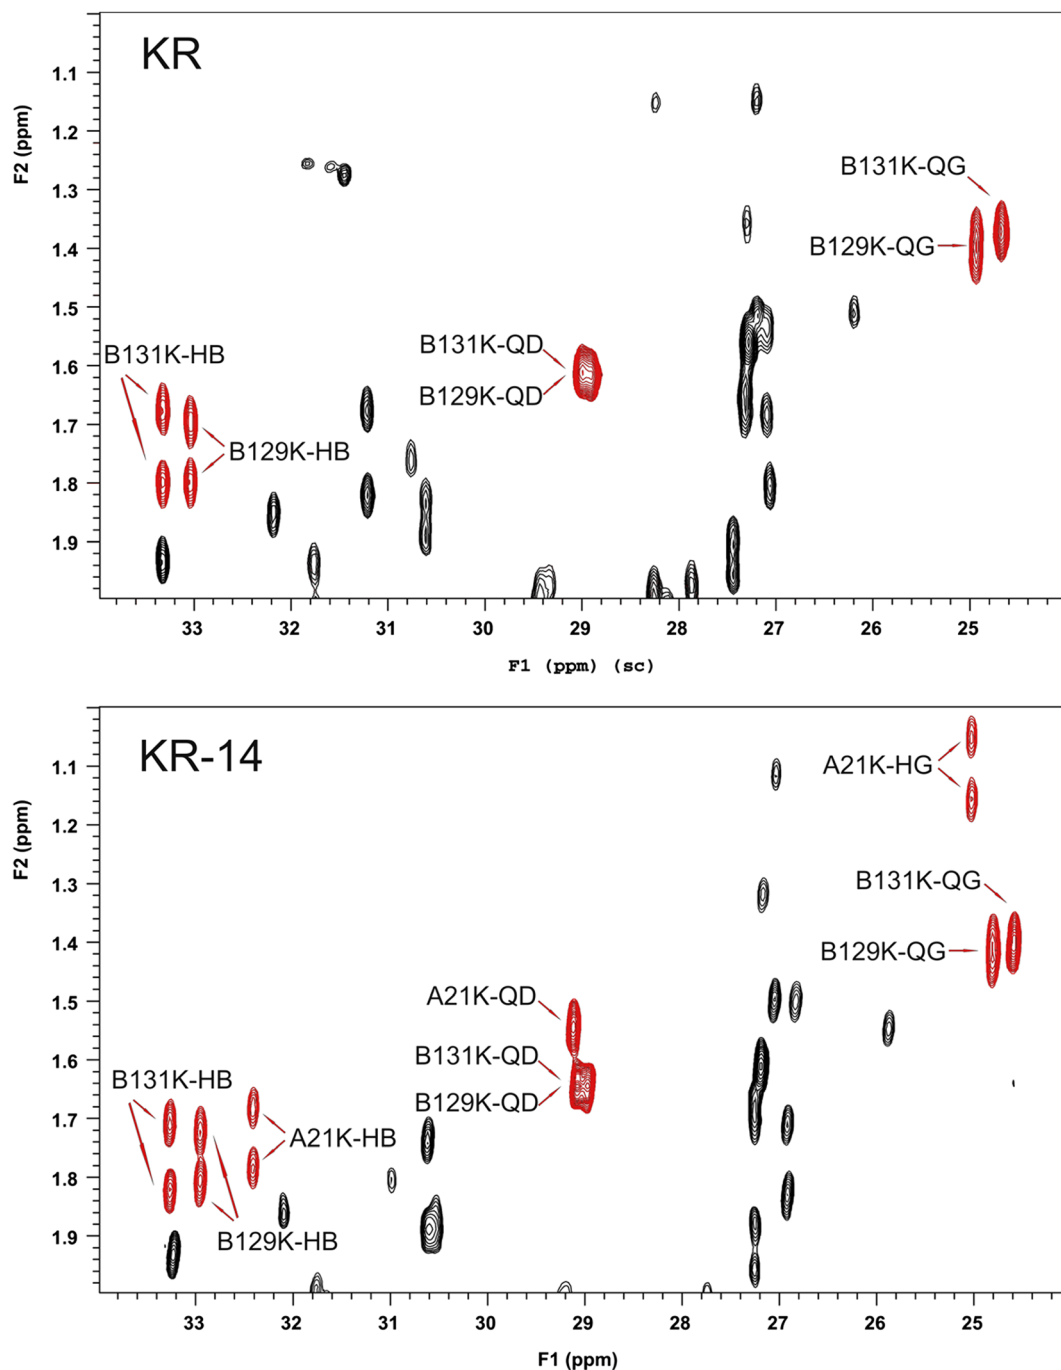 KR
1.1
1.2
1.3
1.4
1.5
1.6
1.7
1.8
1.9
F2 (ppm)
B131K-QG
B129K-QG
B131K-QD
B129K-QD
B131K-HB
B129K-HB
33 32 31 30 29 28 27 26 25
F1 (ppm) (sc)
KR-14
1.1
1.2
1.3
1.4
1.5
1.6
1.7
1.8
1.9
F2 (ppm)
A21K-HG
B131K-QG
B129K-QG
A21K-QD
B131K-QD
B129K-QD
B131K-HB
A21K-HB
B129K-HB
33 32 31 30 29 28 27 26 25
F1 (ppm)